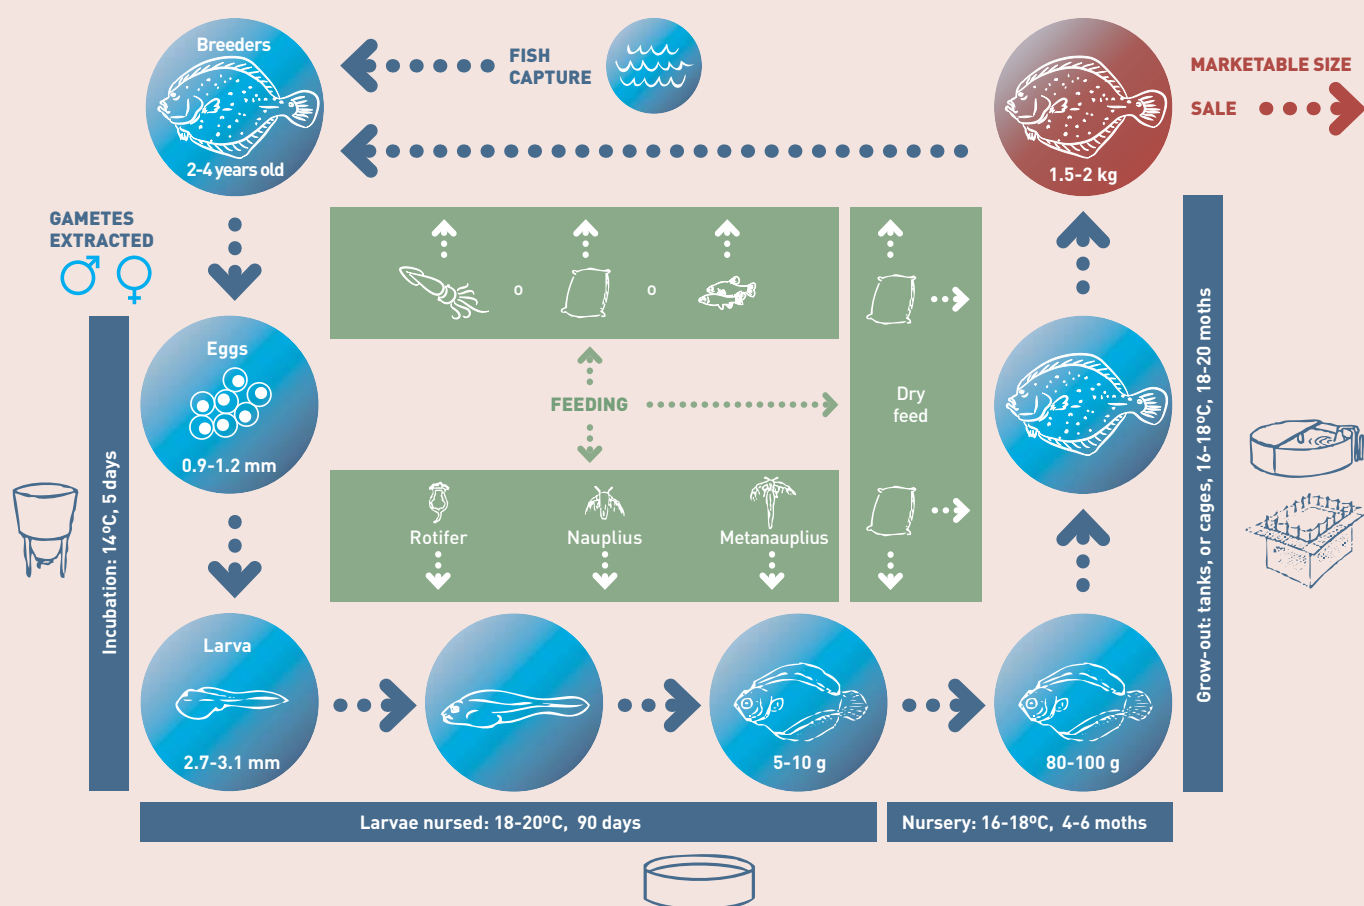 Breeders
2-4 years old
FISH
CAPTURE
1.5-2 kg
MARKETABLE SIZE
SALE
GAMETES
EXTRACTED
o
o
Eggs
0.9-1.2 mm
FEEDING
Dry
feed
Rotifer
Nauplius
Metanauplius
Incubation: 14ºC, 5 days
Grow-out: tanks, or cages, 16-18ºC, 18-20 moths
Larva
2.7-3.1 mm
5-10 g
80-100 g
Larvae nursed: 18-20ºC, 90 days
Nursery: 16-18ºC, 4-6 moths